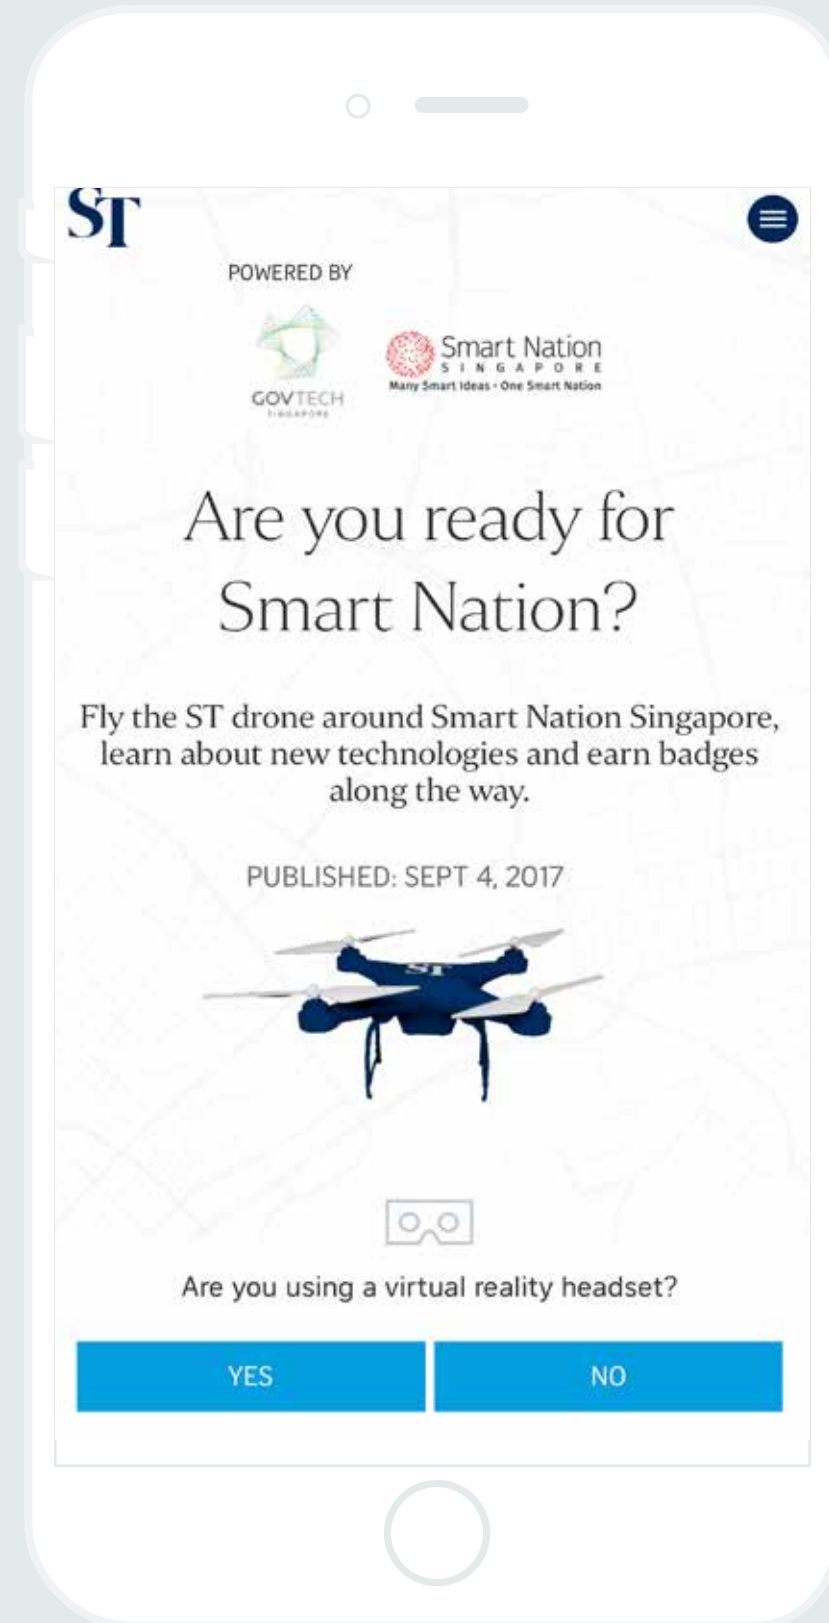 ST
POWERED BY
GOVTECH
SINGAPORE
Smart Nation
SINGAPORE
Many Smart Ideas • One Smart Nation
Are you ready for
Smart Nation?
Fly the ST drone around Smart Nation Singapore,
learn about new technologies and earn badges
along the way.
PUBLISHED: SEPT 4, 2017
ST
Are you using a virtual reality headset?
YES
NO